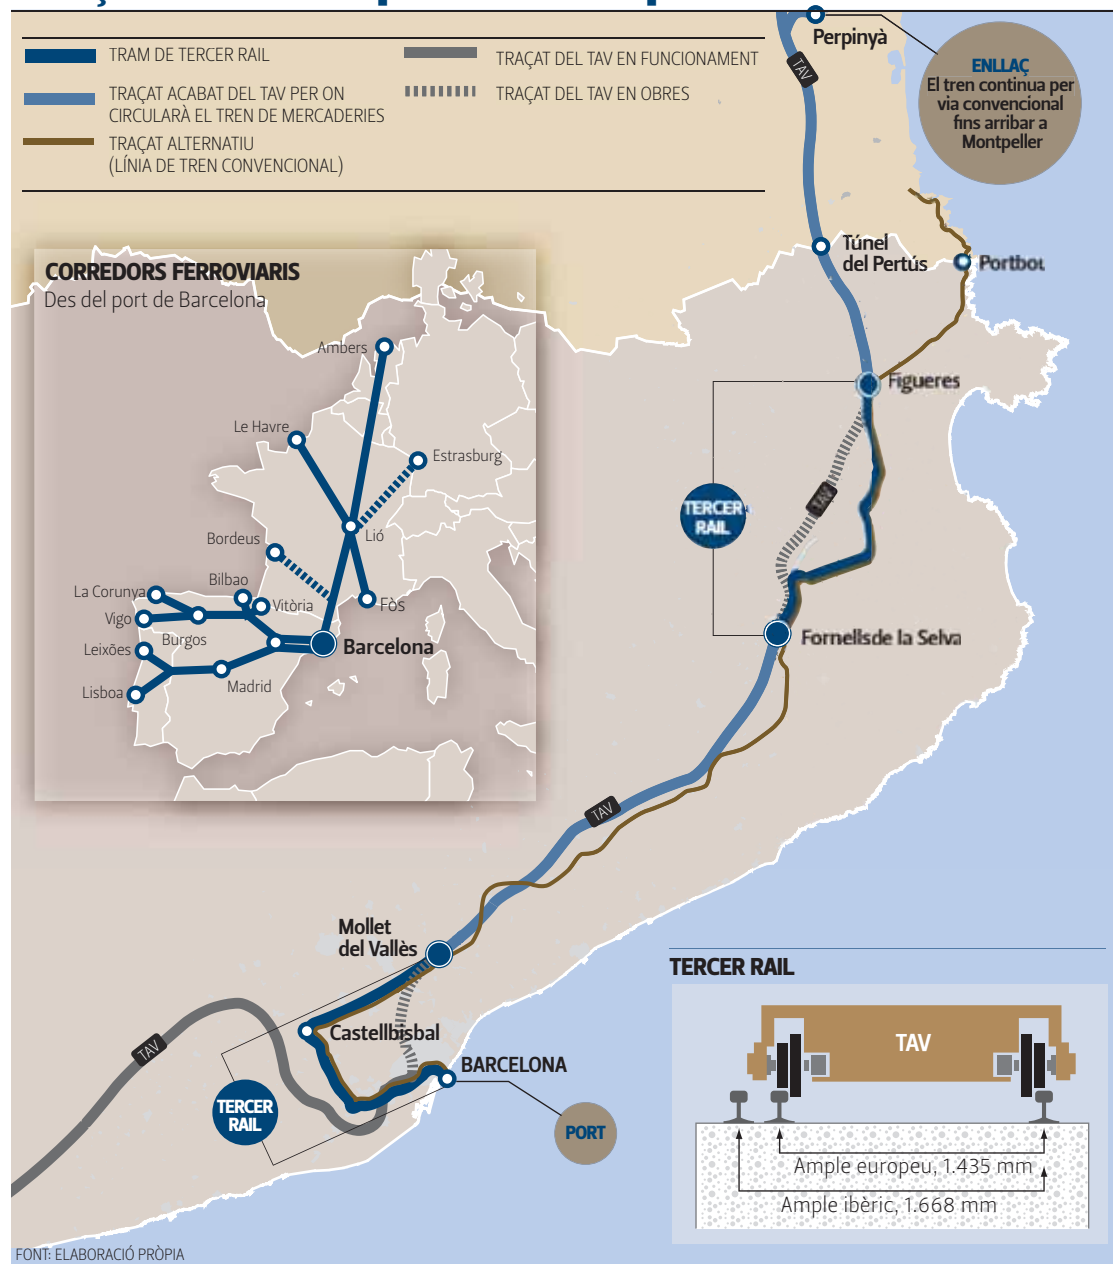 TRAM DE TERCER RAIL
TRAÇAT ACABAT DEL TAV PER ON
CIRCULARÀ EL TREN DE MERCADERIES
TRAÇAT ALTERNATIU
(LÍNIA DE TREN CONVENCIONAL)
TRAÇAT DEL TAV EN FUNCIONAMENT
TRAÇAT DEL TAV EN OBRES
Perpinyà
TAV
ENLLAÇ
El tren continua per
via convencional
fins arribar a
Montpeller
Túnel
del Pertús
Portbou
Figueres
TERCER
RAIL
TAV
Fornells de la Selva
CORREDORS FERROVIARIS
Des del port de Barcelona
Ambers
Le Havre
Estrasburg
Lió
Bordeus
Bilbao
La Corunya
Vitòria
Fòs
Vigo
Burgos
Leixões
Barcelona
Madrid
Lisboa
TAV
Mollet
del Vallès
Castellbisbal
TAV
BARCELONA
TERCER
RAIL
PORT
TERCER RAIL
TAV
Ample europeu, 1.435 mm
Ample ibèric, 1.668 mm
FONT: ELABORACIÓ PRÒPIA